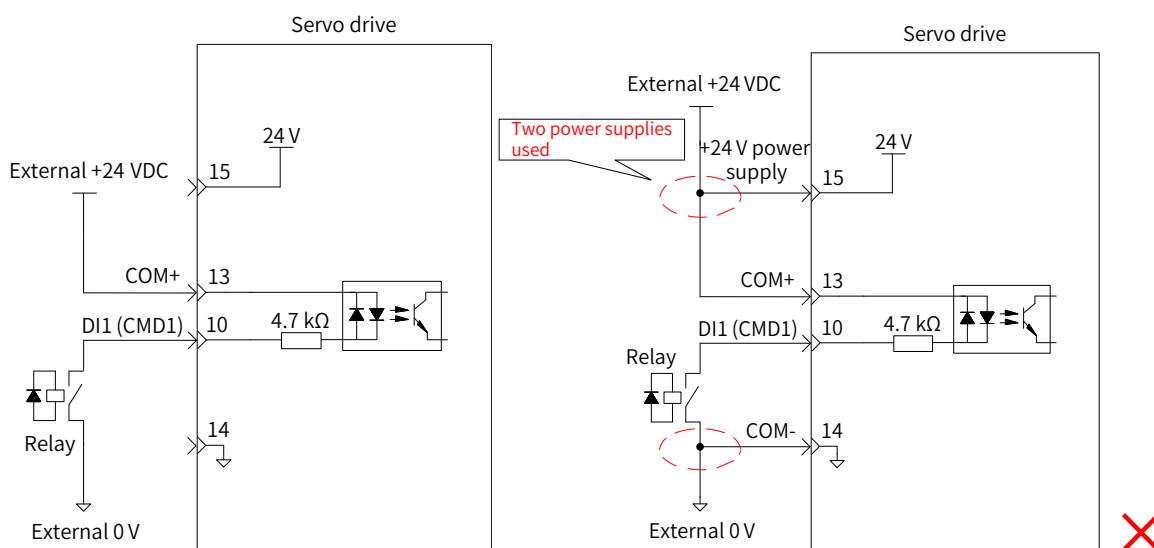 Servo drive
24 V
External +24 VDC
15
COM+
13
DI1 (CMD1)
10
4.7 kΩ
Relay
14
External 0 V
Servo drive
External +24 VDC
Two power supplies
used
+24 V power
supply
24 V
15
COM+
13
DI1 (CMD1)
10
4.7 kΩ
Relay
COM-
14
External 0 V